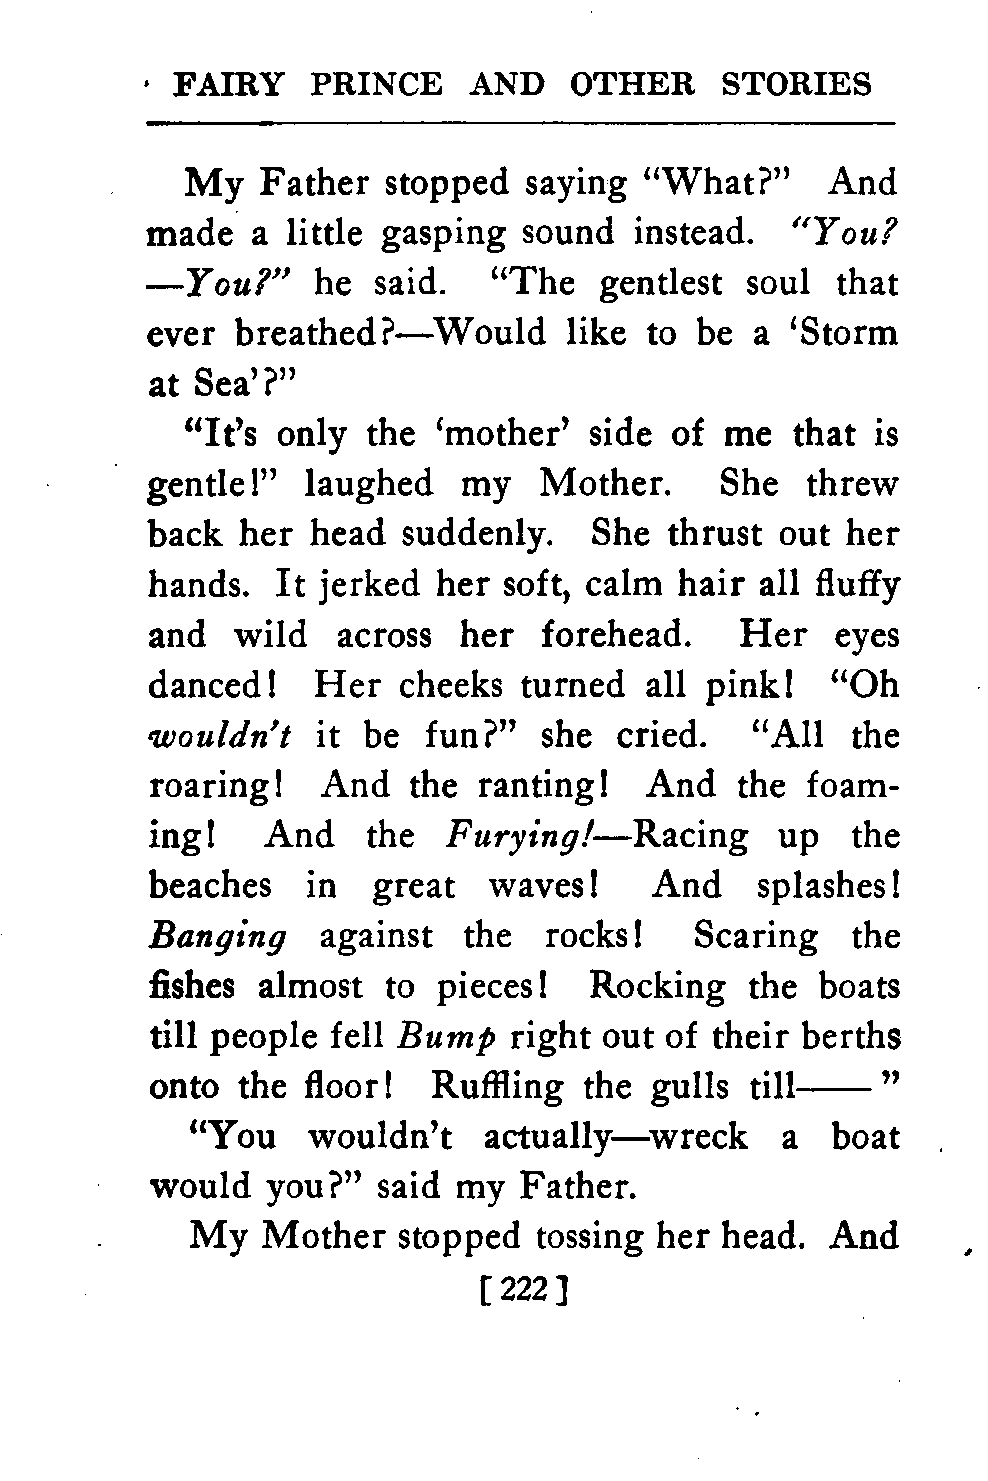 FAIRY PRINCE AND OTHER STORIES
My Father stopped saying “What?” And
made a little gasping sound instead. “You?
—You?” he said. “The gentlest soul that
ever breathed?—Would like to be a ‘Storm
at Sea’?”
“It’s only the ‘mother’ side of me that is
gentle!” laughed my Mother. She threw
back her head suddenly. She thrust out her
hands. It jerked her soft, calm hair all fluffy
and wild across her forehead. Her eyes
danced! Her cheeks turned all pink! “Oh
wouldn’t it be fun?” she cried. “All the
roaring! And the ranting! And the foam-
ing! And the Furying!—Racing up the
beaches in great waves! And splashes!
Banging against the rocks! Scaring the
fishes almost to pieces! Rocking the boats
till people fell Bump right out of their berths
onto the floor! Ruffling the gulls till—— ”
“You wouldn’t actually—wreck a boat
would you?” said my Father.
My Mother stopped tossing her head. And
[ 222 ]